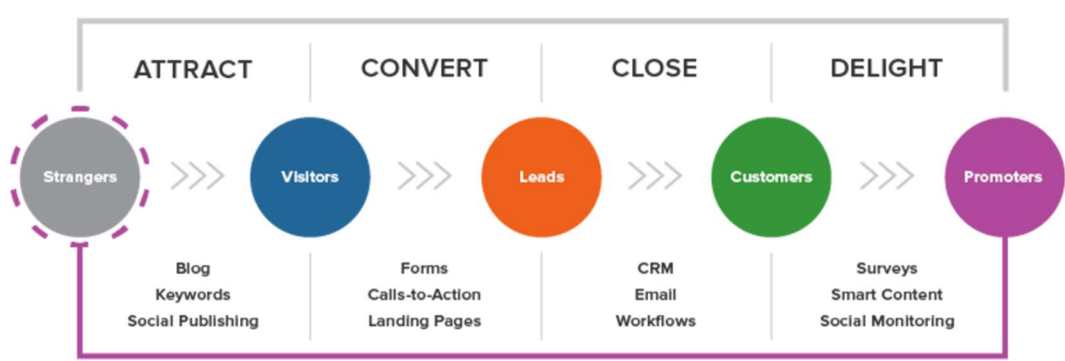 ATTRACT
CONVERT
CLOSE
DELIGHT
Strangers
Visitors
Leads
Customers
Promoters
Blog
Keywords
Social Publishing
Forms
Calls-to-Action
Landing Pages
CRM
Email
Workflows
Surveys
Smart Content
Social Monitoring